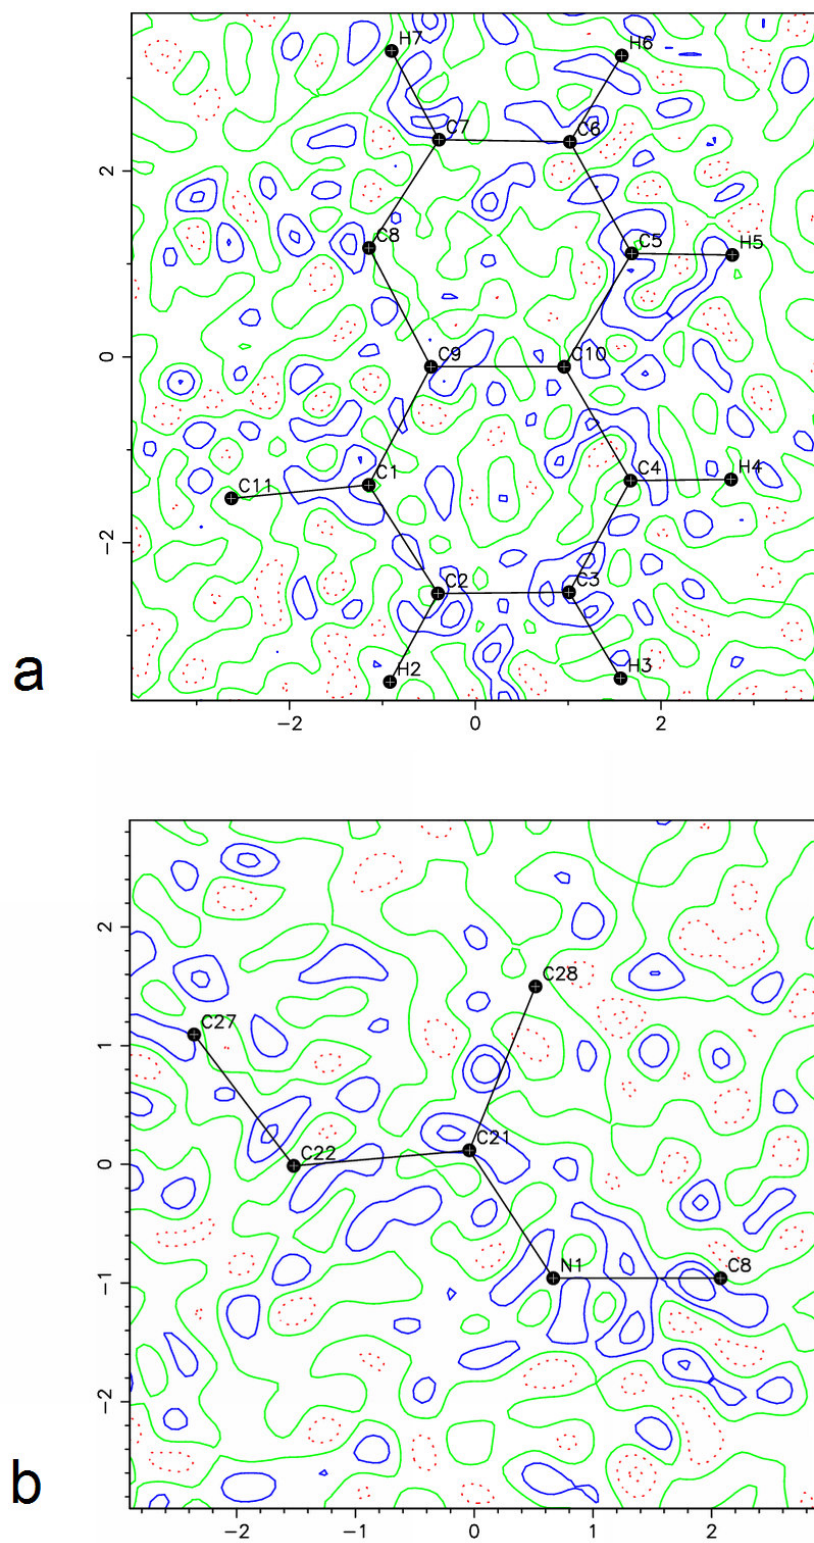 H7 H6
C7 C6
2
C8 C5 H5
0 C9 C10
C11 C1 C4 H4
−2
C2 C3
a H2 H3
−2 0 2
2
C28
1 C27
C21
0 C22
−1 N1 C8
−2
b
−2 −1 0 1 2